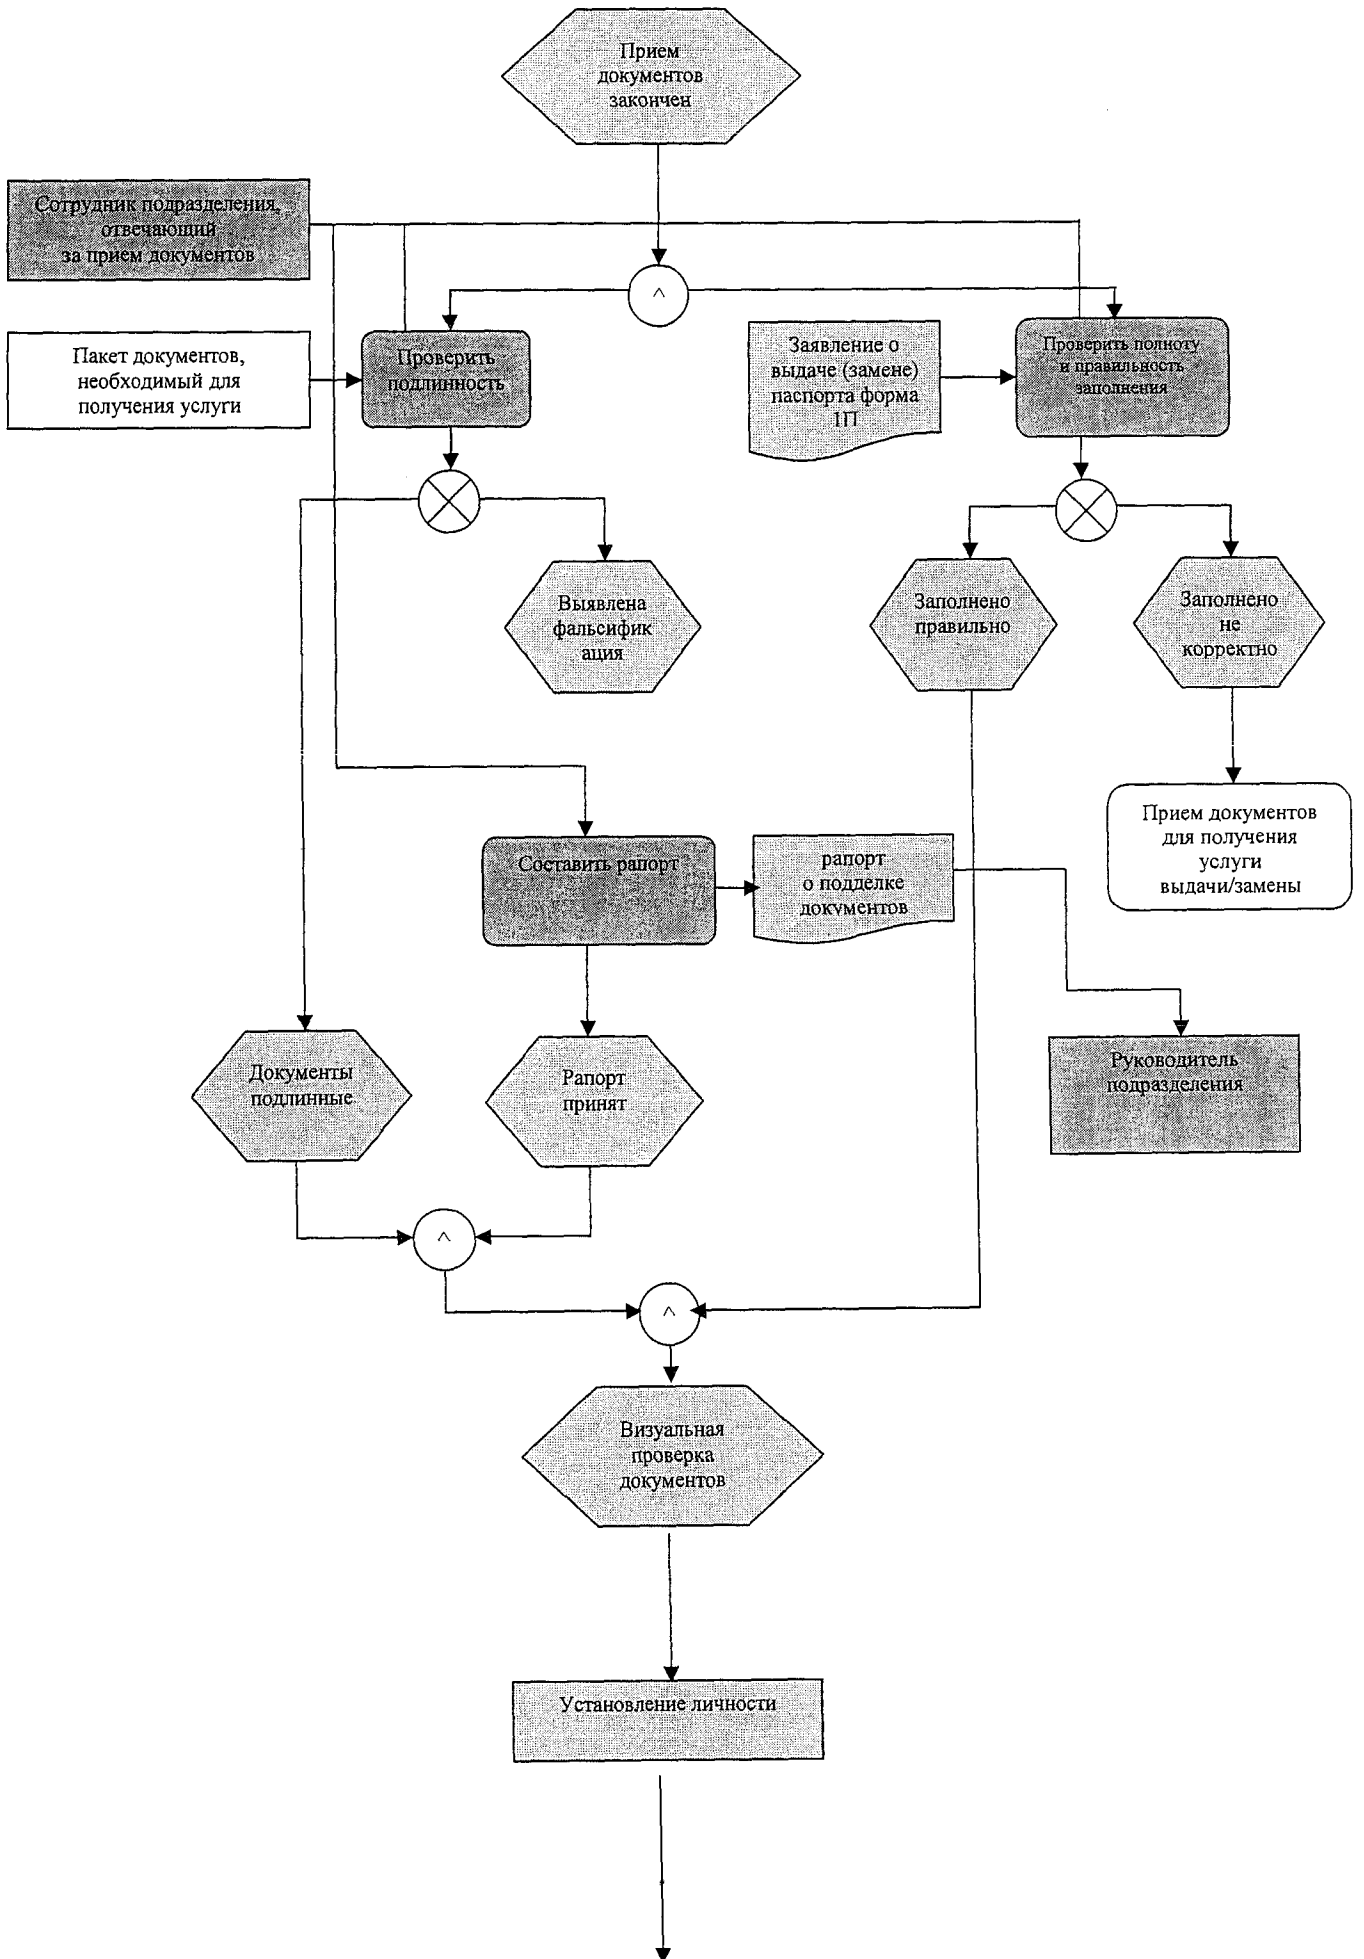 Прием
документов
закончен
Сотрудник подразделения,
отвечающий
за прием документов
^
Пакет документов,
необходимый для
получения услуги
Проверить
подлинность
Заявление о
выдаче (замене)
паспорта форма
1П
Проверить полноту
и правильность
заполнения
Выявлена
фальсифик
ация
Заполнено
правильно
Заполнено
не
корректно
Прием документов
для получения
услуги
выдачи/замены
Составить рапорт
рапорт
о подделке
документов
Документы
подлинные
Рапорт
принят
Руководитель
подразделения
^
^
Визуальная
проверка
документов
Установление личности